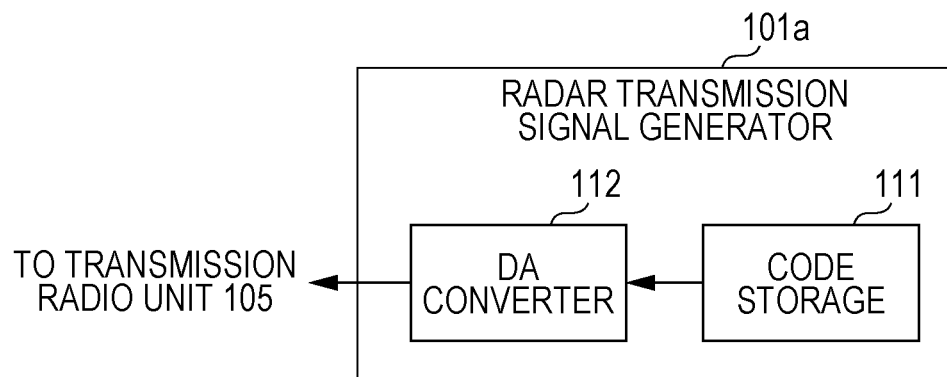 101a
RADAR TRANSMISSION
SIGNAL GENERATOR
112
111
TO TRANSMISSION
RADIO UNIT 105
DA
CONVERTER
CODE
STORAGE